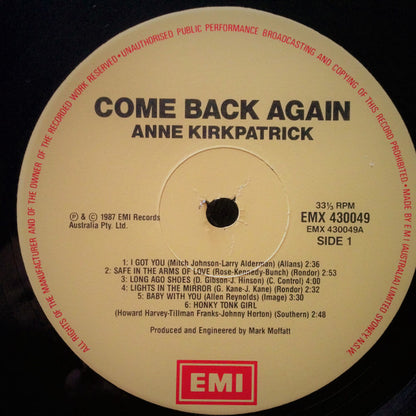 ALL RIGHTS OF THE MANUFACTURER AND OF THE OWNER OF THE RECORDED WORK RESERVED • UNAUTHORISED PUBLIC PERFORMANCE BROADCASTING AND COPYING OF THIS RECORD PROHIBITED • MADE BY E.M.I. (AUSTRALIA) LIMITED SYDNEY, N.S.W.
COME BACK AGAIN
ANNE KIRKPATRICK
℗ & © 1987 EMI Records
Australia Pty. Ltd.
33⅓ RPM
EMX 430049
EMX 430049A
SIDE 1
1: I GOT YOU (Mitch Johnson-Larry Alderman) (Allans)
2: SAFE IN THE ARMS OF LOVE (Rose-Kennedy-Bunch) (Rondor) 2:53
3: LONG AGO SHOES (D. Gibson-J. Hinson) (C. Control) 4:00
4: LIGHTS IN THE MIRROR (G. Kane-J. Kane) (Rondor) 2:32
5: BABY WITH YOU (Allen Reynolds) (Image) 3:30
6: HONKY TONK GIRL
(Howard Harvey-Tillman Franks-Johnny Horton) (Southern) 2:48
Produced and Engineered by Mark Moffatt
EMI